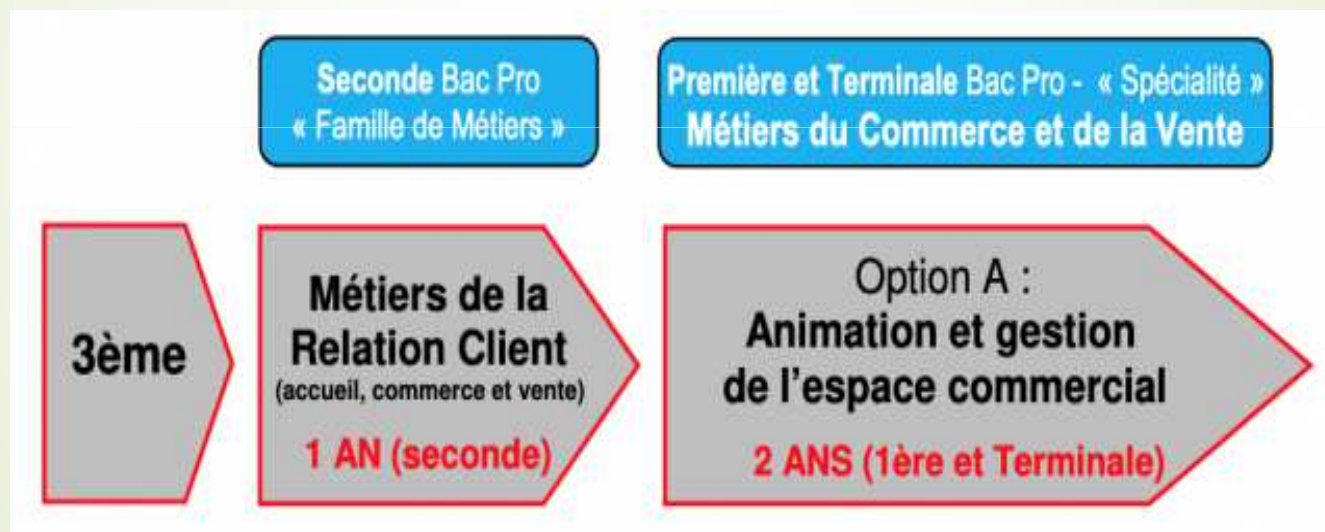 Seconde Bac Pro
« Famille de Métiers »
Première et Terminale Bac Pro - « Spécialité »
Métiers du Commerce et de la Vente
3ème
Métiers de la
Relation Client
(accueil, commerce et vente)
1 AN (seconde)
Option A :
Animation et gestion
de l'espace commercial
2 ANS (1ère et Terminale)